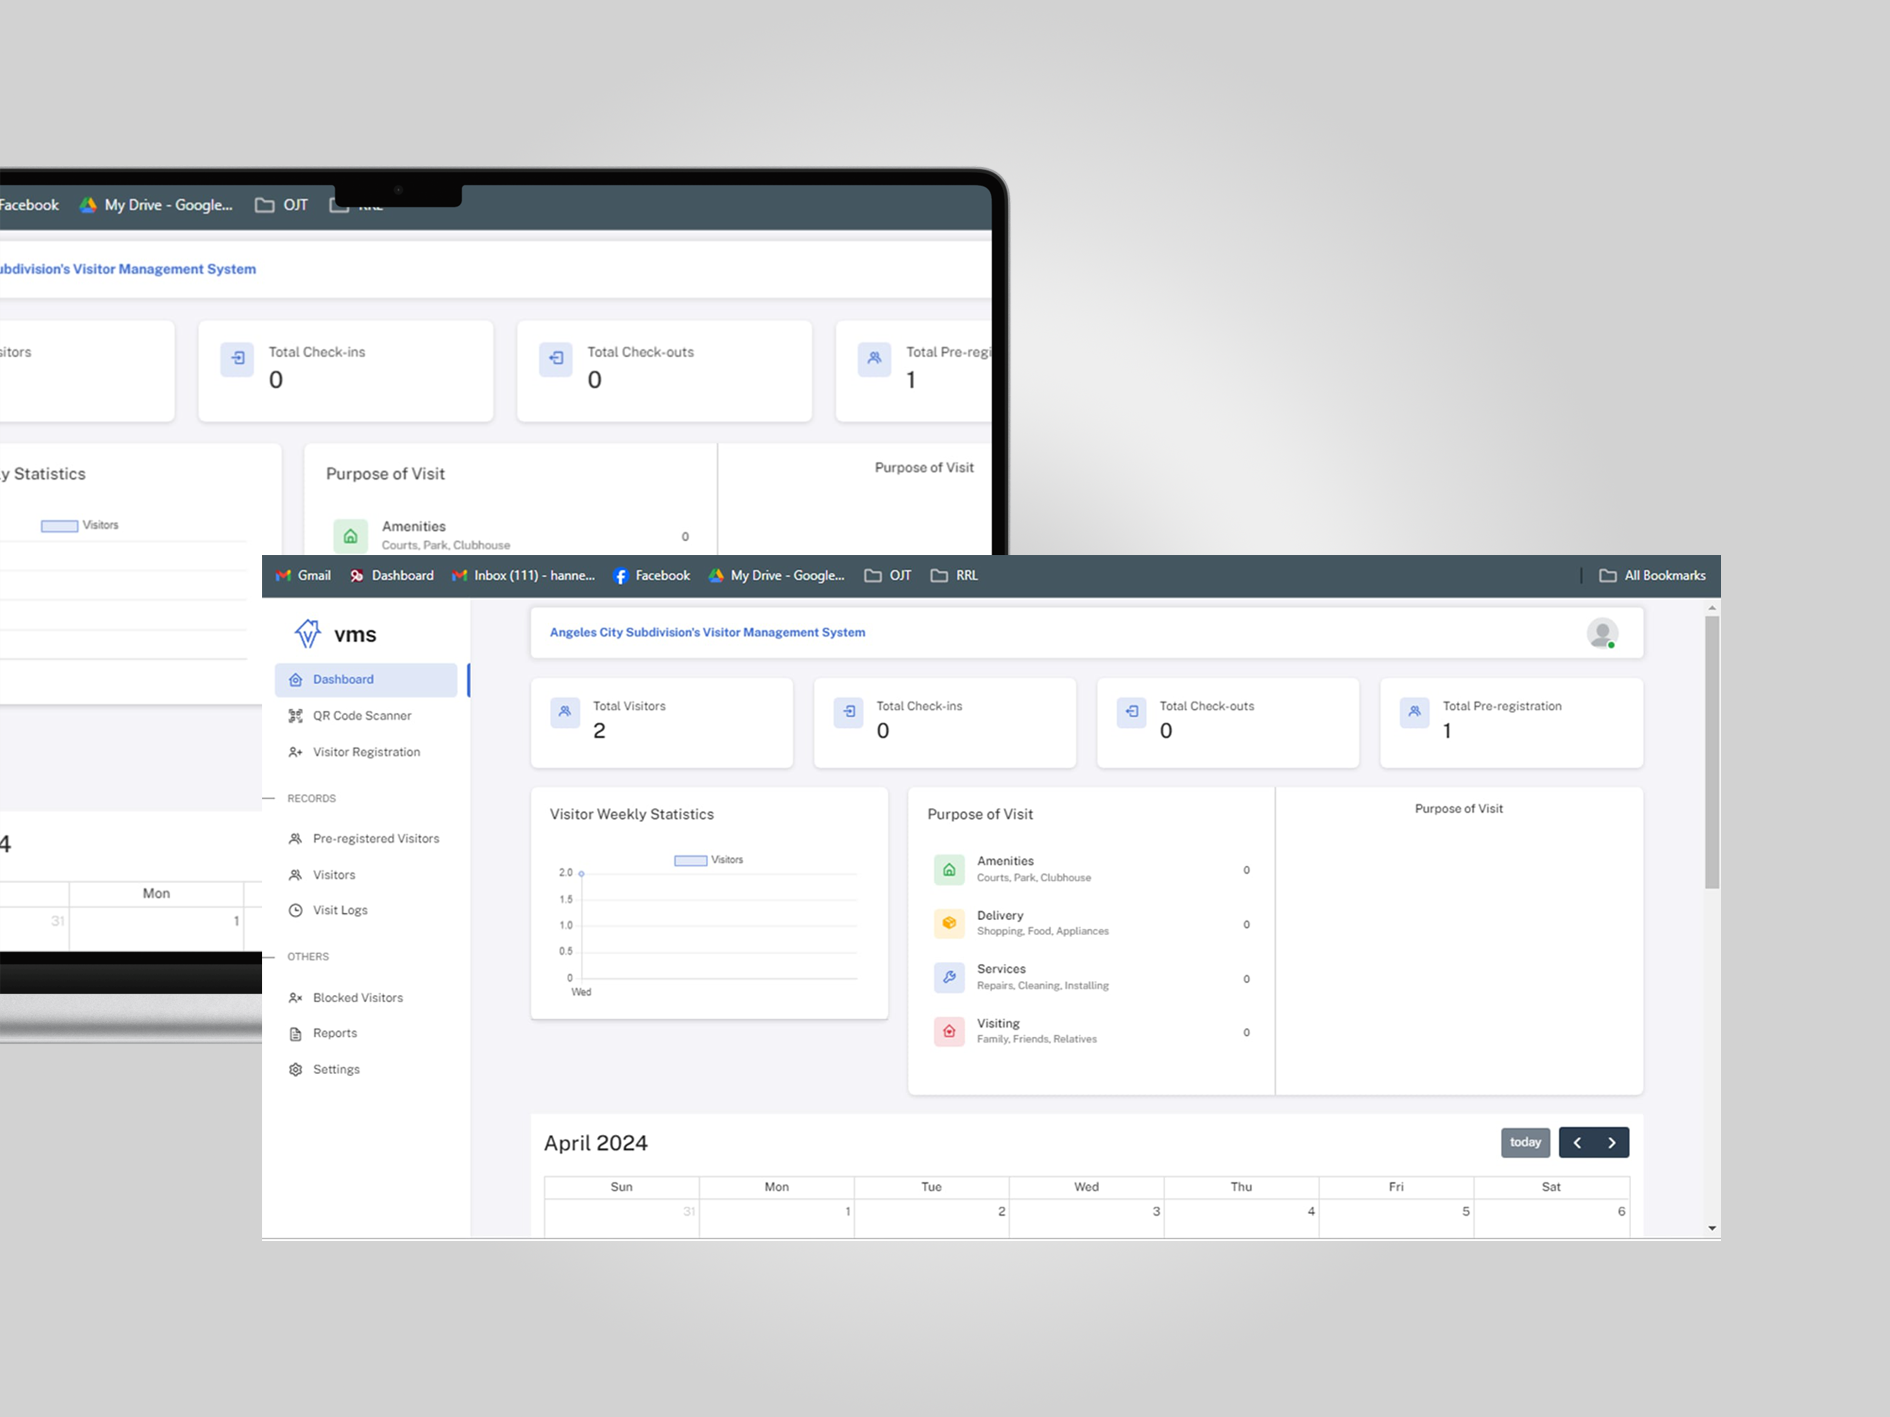 Facebook My Drive - Google... OJT
ubdivision's Visitor Management System
sitors
Total Check-ins
0
Total Check-outs
0
Total Pre-regi
1
y Statistics
Visitors
Purpose of Visit
Amenities
Courts, Park, Clubhouse
0
Purpose of Visit
4
Mon
31 1
Gmail Dashboard Inbox (111) - hanne... Facebook My Drive - Google... OJT RRL All Bookmarks
vms
Dashboard
QR Code Scanner
Visitor Registration
RECORDS
Pre-registered Visitors
Visitors
Visit Logs
OTHERS
Blocked Visitors
Reports
Settings
Angeles City Subdivision's Visitor Management System
Total Visitors
2
Total Check-ins
0
Total Check-outs
0
Total Pre-registration
1
Visitor Weekly Statistics
Visitors
2.0
1.5
1.0
0.5
0
Wed
Purpose of Visit
Amenities
Courts, Park, Clubhouse
0
Delivery
Shopping, Food, Appliances
0
Services
Repairs, Cleaning, Installing
0
Visiting
Family, Friends, Relatives
0
Purpose of Visit
April 2024
today
Sun Mon Tue Wed Thu Fri Sat
31 1 2 3 4 5 6